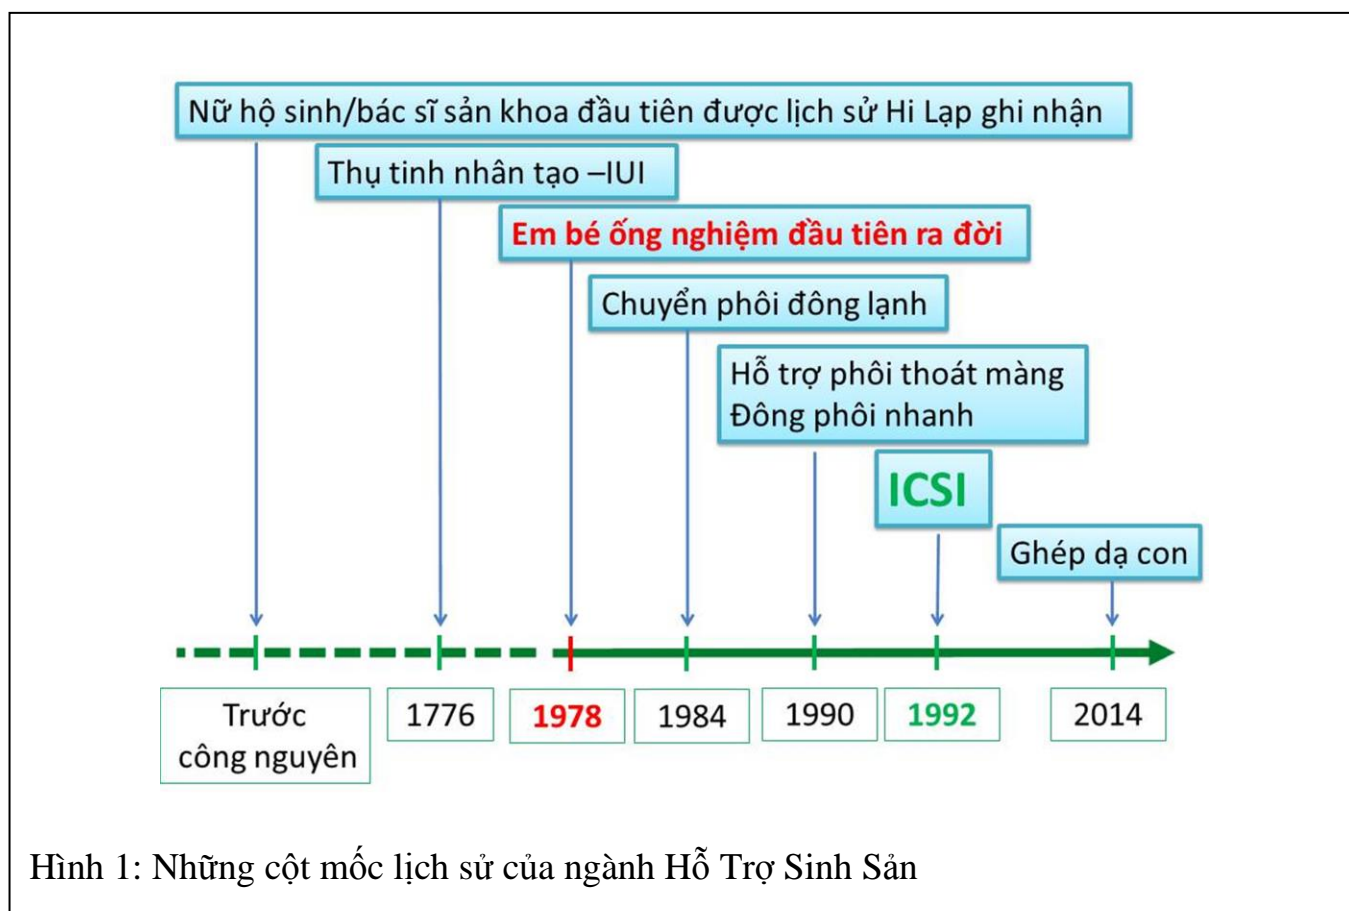 Nữ hộ sinh/bác sĩ sản khoa đầu tiên được lịch sử Hi Lạp ghi nhận
Thụ tinh nhân tạo –IUI
Em bé ống nghiệm đầu tiên ra đời
Chuyển phôi đông lạnh
Hỗ trợ phôi thoát màng
Đông phôi nhanh
ICSI
Ghép dạ con
Trước
công nguyên
1776
1978
1984
1990
1992
2014
Hình 1: Những cột mốc lịch sử của ngành Hỗ Trợ Sinh Sản